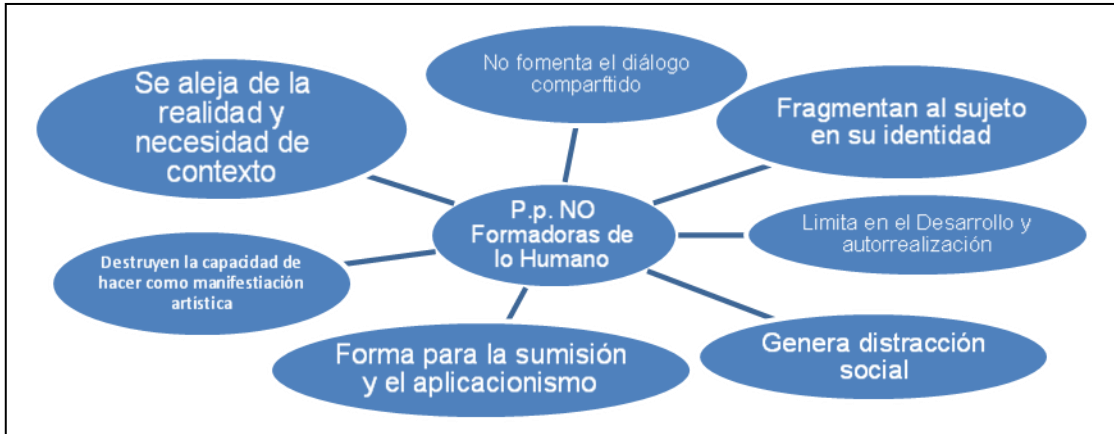 No fomenta el diálogo
comparftido
Se aleja de la
realidad y
necesidad de
contexto
Fragmentan al sujeto
en su identidad
P.p. NO
Formadoras de
lo Humano
Limita en el Desarrollo y
autorrealización
Destruyen la capacidad de
hacer como manifestiación
artística
Forma para la sumisión
y el aplicacionismo
Genera distracción
social